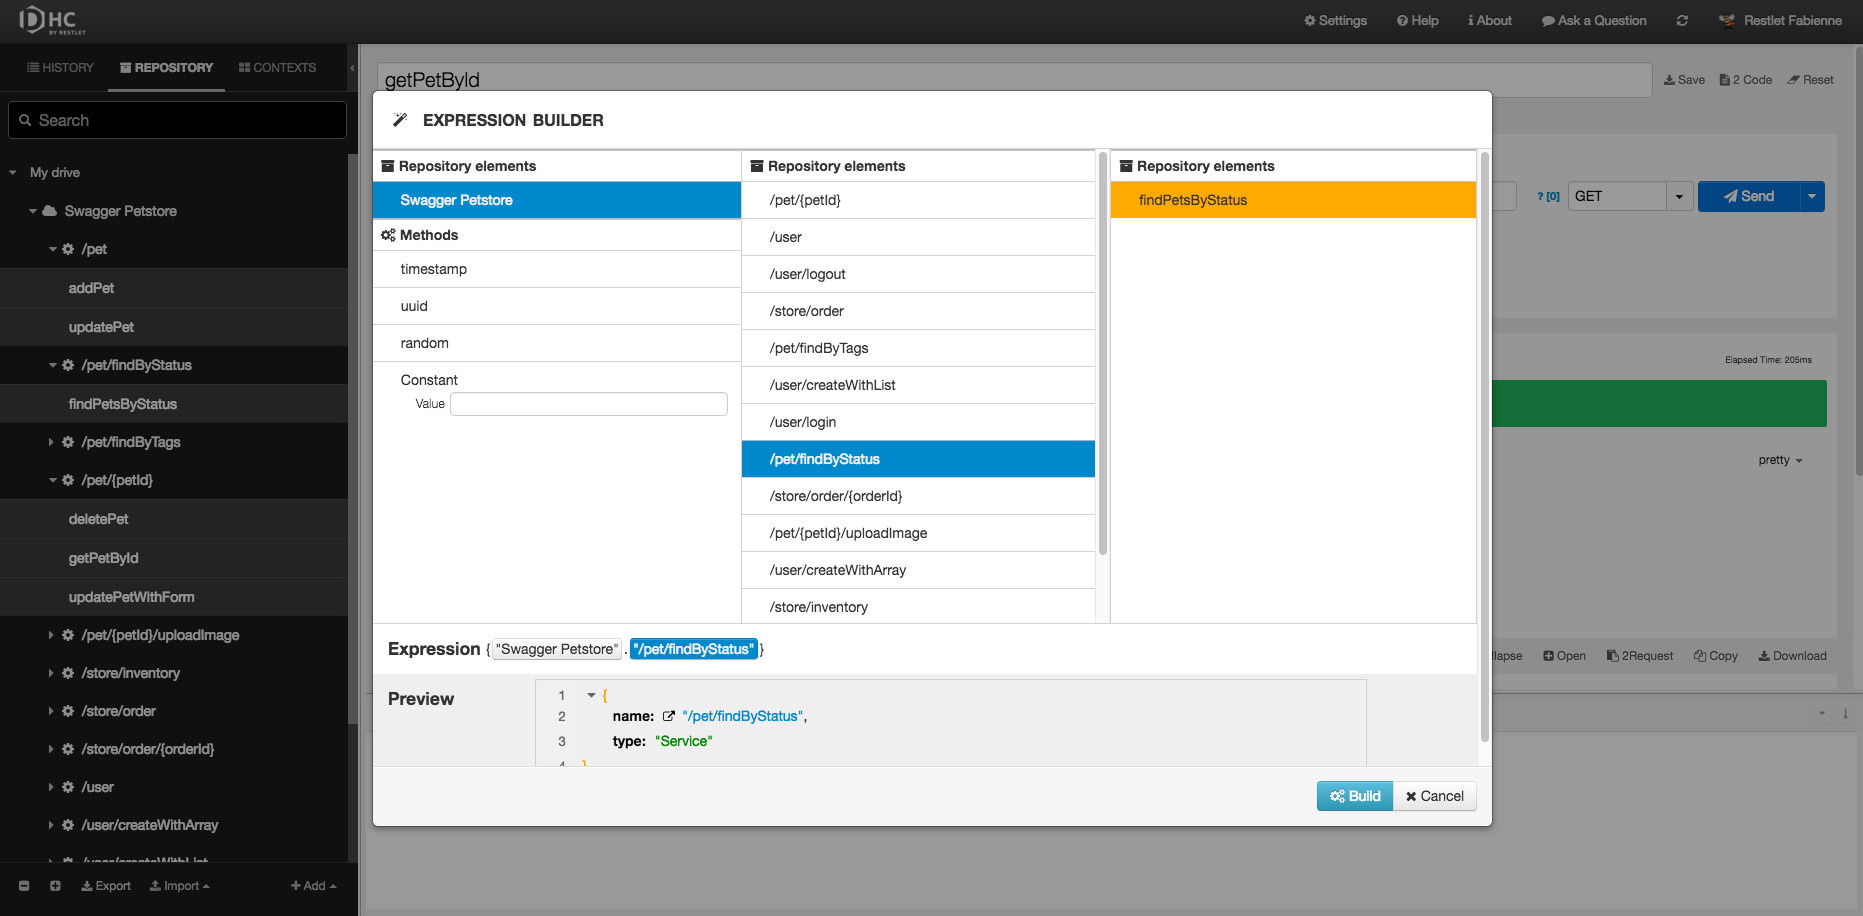 DHC
BY RESTLET
Settings
Help
About
Ask a Question
Restlet Fabienne
HISTORY
REPOSITORY
CONTEXTS
Search
My drive
Swagger Petstore
/pet
addPet
updatePet
/pet/findByStatus
findPetsByStatus
/pet/findByTags
/pet/{petId}
deletePet
getPetById
updatePetWithForm
/pet/{petId}/uploadImage
/store/inventory
/store/order
/store/order/{orderId}
/user
/user/createWithArray
/user/createWithList
Export
Import
Add
getPetById
Save
2 Code
Reset
EXPRESSION BUILDER
Repository elements
Swagger Petstore
Methods
timestamp
uuid
random
Constant
Value
Repository elements
/pet/{petId}
/user
/user/logout
/store/order
/pet/findByTags
/user/createWithList
/user/login
/pet/findByStatus
/store/order/{orderId}
/pet/{petId}/uploadImage
/user/createWithArray
/store/inventory
Repository elements
findPetsByStatus
Expression {"Swagger Petstore" . "/pet/findByStatus"}
Preview
1 {
2 name: "/pet/findByStatus",
3 type: "Service"
4 }
Build
Cancel
? [0]
GET
Send
Elapsed Time: 205ms
pretty
llapse
Open
2Request
Copy
Download